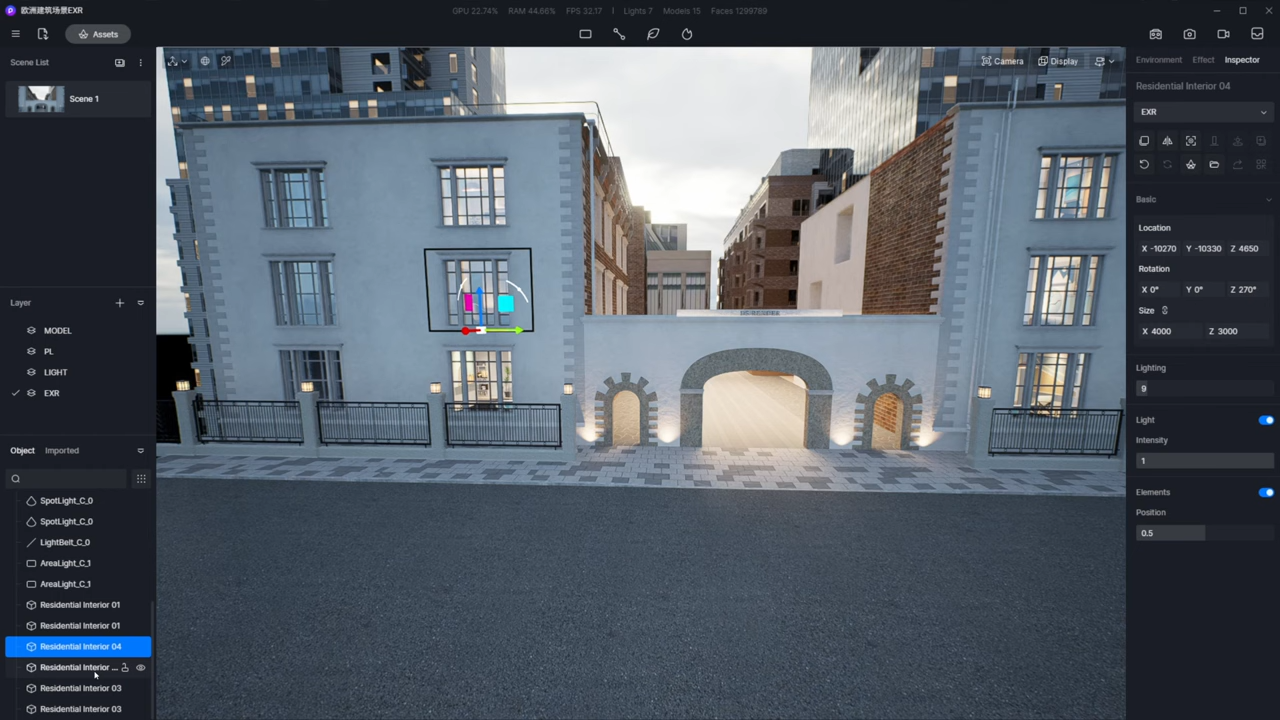 欧洲建筑场景EXR
GPU 22.74% RAM 44.66% FPS 32.17 | Lights 7 Models 15 Faces 1299789
Assets
Scene List
Scene 1
Layer
MODEL
PL
LIGHT
EXR
Object Imported
SpotLight_C_0
SpotLight_C_0
LightBelt_C_0
AreaLight_C_1
AreaLight_C_1
Residential Interior 01
Residential Interior 01
Residential Interior 04
Residential Interior ...
Residential Interior 03
Residential Interior 03
Camera Display
Environment Effect Inspector
Residential Interior 04
EXR
Basic
Location
X -10270 Y -10330 Z 4650
Rotation
X 0° Y 0° Z 270°
Size
X 4000 Z 3000
Lighting
9
Light
Intensity
1
Elements
Position
0.5